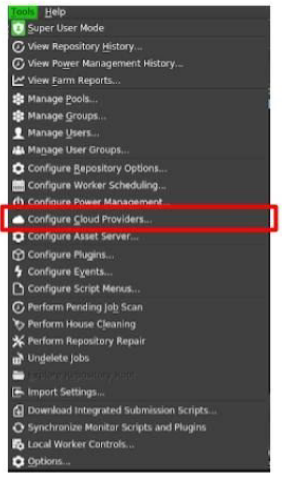 Tools Help
Super User Mode
View Repository History...
View Power Management History...
View Farm Reports...
Manage Pools...
Manage Groups...
Manage Users...
Manage User Groups...
Configure Repository Options...
Configure Worker Scheduling...
Configure Power Management...
Configure Cloud Providers...
Configure Asset Server...
Configure Plugins...
Configure Events...
Configure Script Menus...
Perform Pending Job Scan
Perform House Cleaning
Perform Repository Repair
Undelete Jobs
Explore Repository
Import Settings...
Download Integrated Submission Scripts...
Synchronize Monitor Scripts and Plugins
Local Worker Controls...
Options...